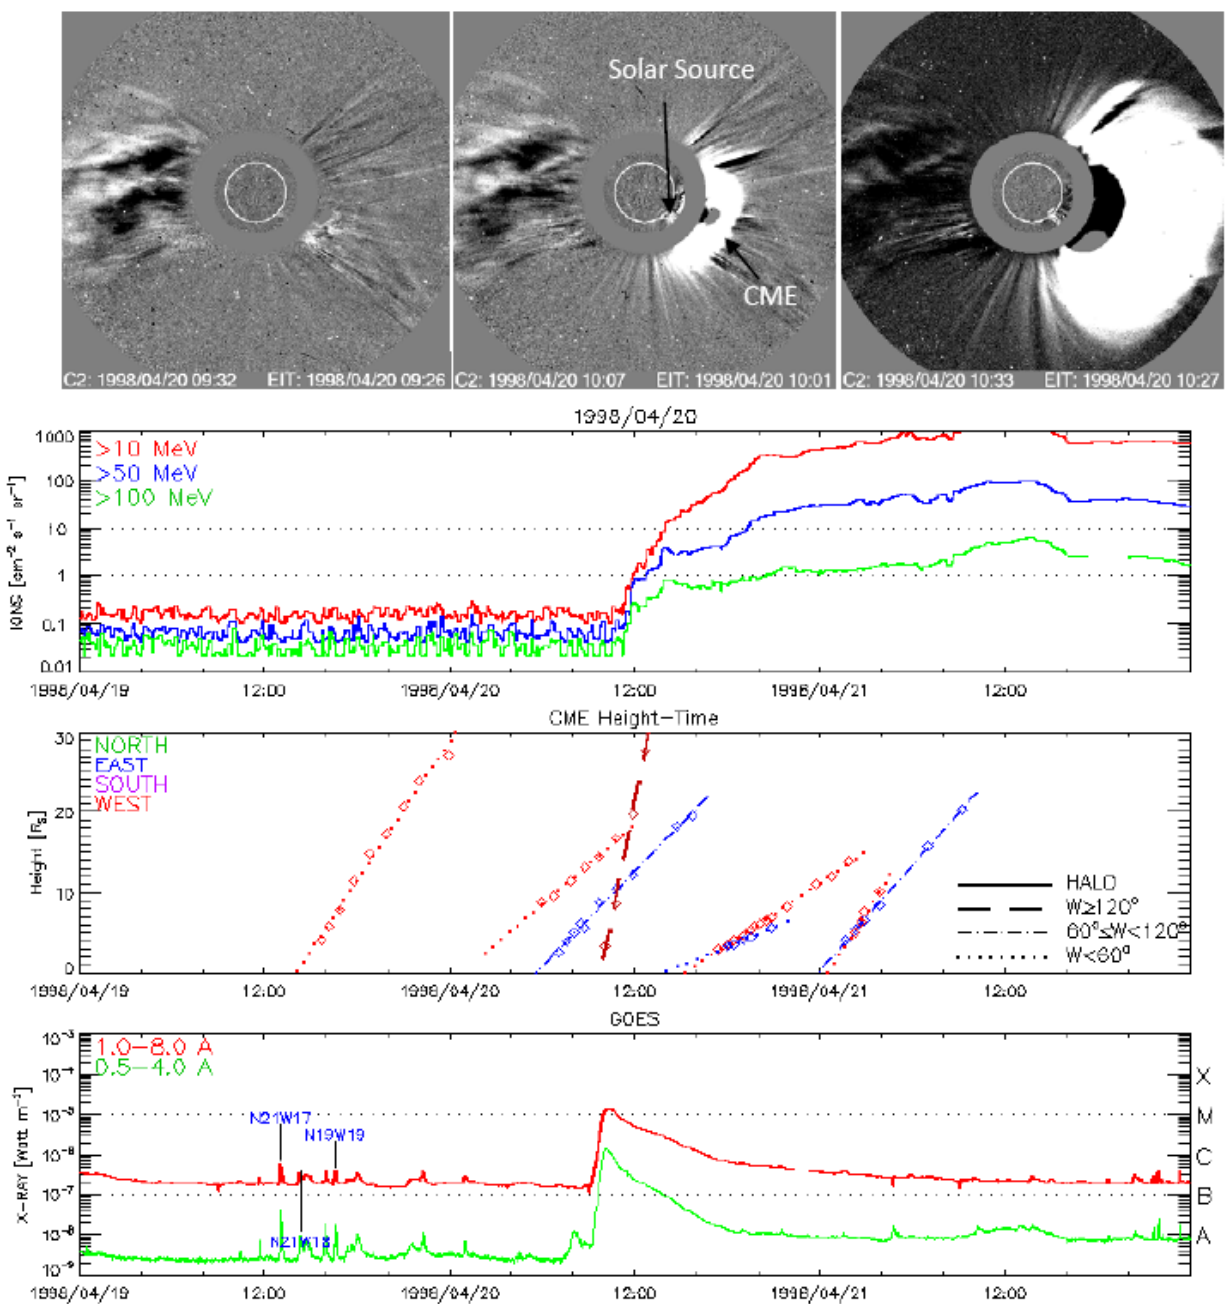 Solar Source
CME
C2: 1998/04/20 09:32 EIT: 1998/04/20 09:26
C2: 1998/04/20 10:07 EIT: 1998/04/20 10:01
C2: 1998/04/20 10:33 EIT: 1998/04/20 10:27
1998/04/20
>10 MeV
>50 MeV
>100 MeV
1000
100
10
1
0.1
0.01
[cm⁻² s⁻¹ sr⁻¹]
1998/04/19 12:00 1998/04/20 12:00 1998/04/21 12:00
CME Height-Time
NORTH
EAST
SOUTH
WEST
30
20
10
0
Height [Rs]
HALO
W≥120°
60°≤W<120°
W<60°
1998/04/19 12:00 1998/04/20 12:00 1998/04/21 12:00
GOES
1.0-8.0 A
0.5-4.0 A
10⁻³
10⁻⁴
10⁻⁵
10⁻⁶
10⁻⁷
10⁻⁸
10⁻⁹
X-RAY [Watt m⁻²]
N21W17
N19W19
N21W18
X
M
C
B
A
1998/04/19 12:00 1998/04/20 12:00 1998/04/21 12:00